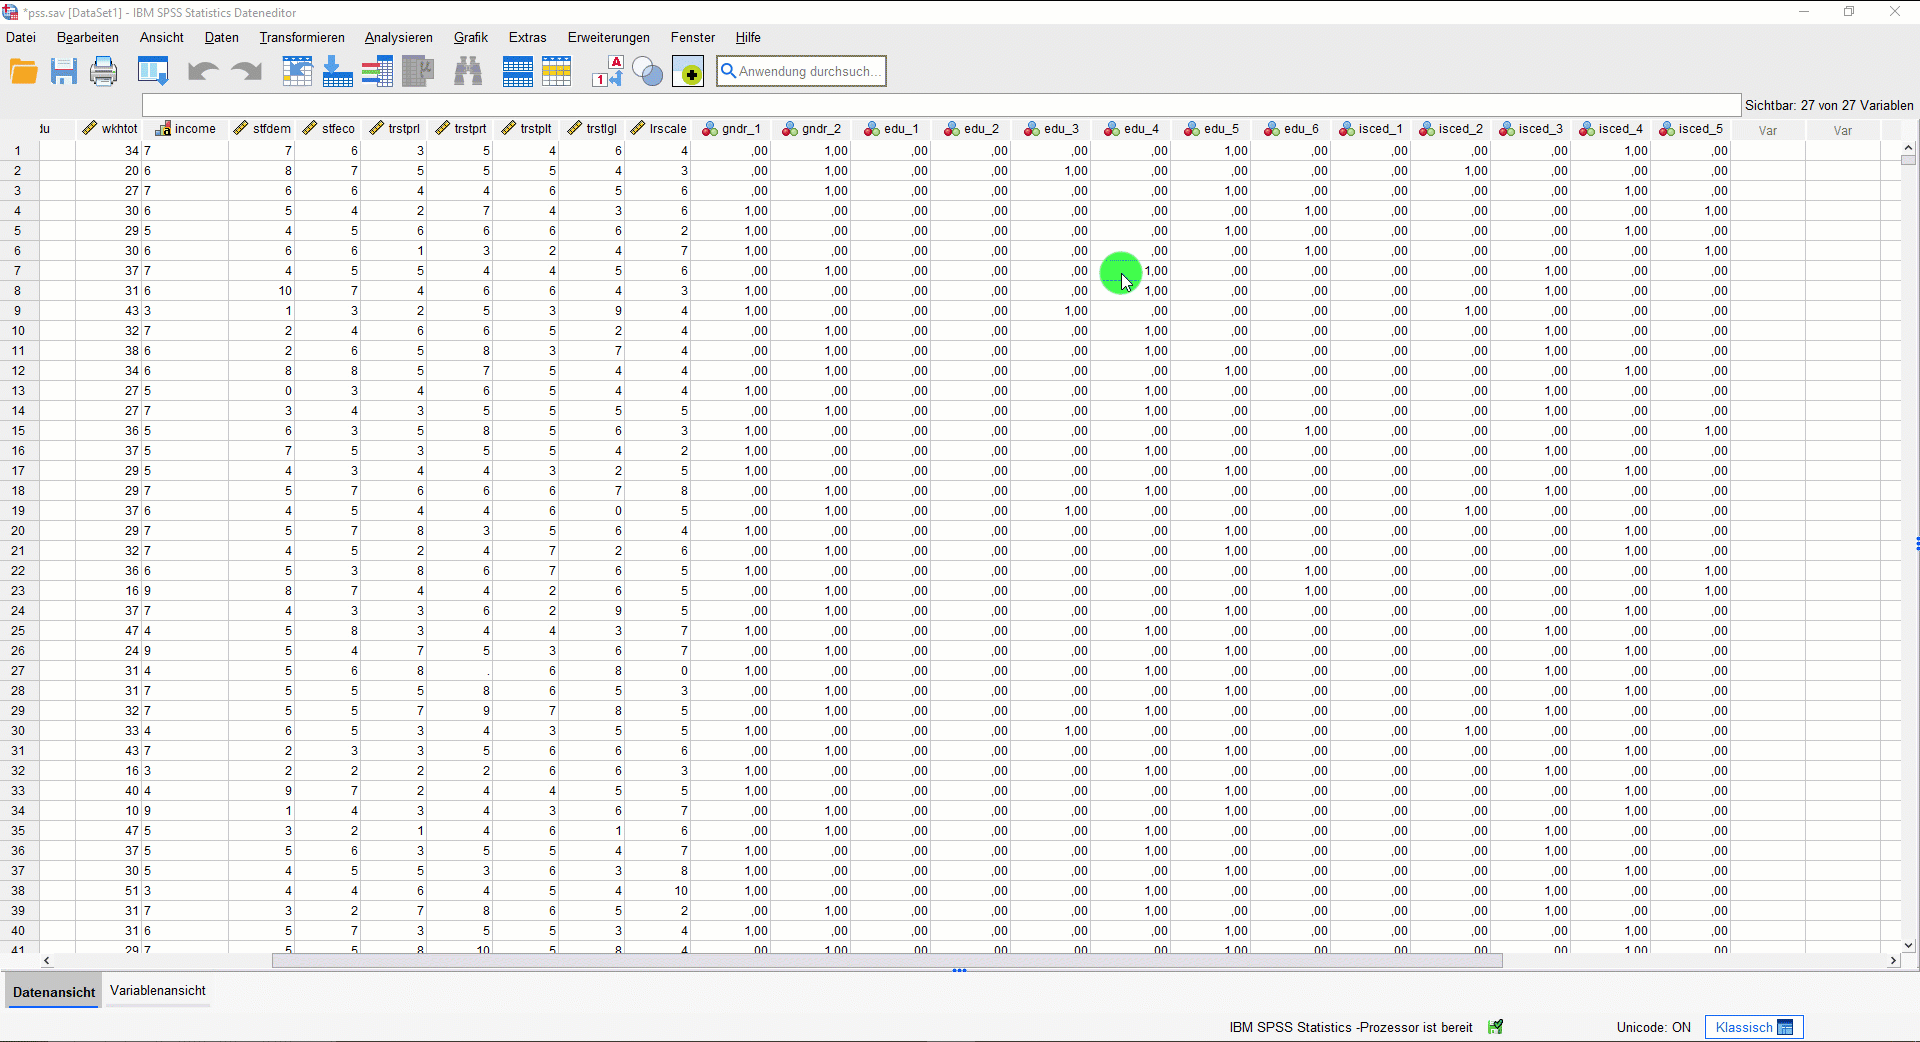 *pss.sav [DataSet1] - IBM SPSS Statistics Dateneditor
Datei Bearbeiten Ansicht Daten Transformieren Analysieren Grafik Extras Erweiterungen Fenster Hilfe
Anwendung durchsuch...
Sichtbar: 27 von 27 Variablen
du wkhtot income stfdem stfeco trstprl trstprt trstplt trstlgl lrscale gndr_1 gndr_2 edu_1 edu_2 edu_3 edu_4 edu_5 edu_6 isced_1 isced_2 isced_3 isced_4 isced_5 Var Var
1 34 7 7 6 3 5 4 6 4 ,00 1,00 ,00 ,00 ,00 ,00 1,00 ,00 ,00 ,00 ,00 1,00 ,00
2 20 6 8 7 5 5 5 4 3 ,00 1,00 ,00 ,00 1,00 ,00 ,00 ,00 ,00 1,00 ,00 ,00 ,00
3 27 7 6 6 4 4 6 5 6 ,00 1,00 ,00 ,00 ,00 ,00 1,00 ,00 ,00 ,00 ,00 1,00 ,00
4 30 6 5 4 2 7 4 3 6 1,00 ,00 ,00 ,00 ,00 ,00 ,00 1,00 ,00 ,00 ,00 ,00 1,00
5 29 5 4 5 6 6 6 6 2 1,00 ,00 ,00 ,00 ,00 ,00 1,00 ,00 ,00 ,00 ,00 1,00 ,00
6 30 6 6 6 1 3 2 4 7 1,00 ,00 ,00 ,00 ,00 ,00 ,00 1,00 ,00 ,00 ,00 ,00 1,00
7 37 7 4 5 5 4 4 5 6 ,00 1,00 ,00 ,00 ,00 1,00 ,00 ,00 ,00 ,00 1,00 ,00 ,00
8 31 6 10 7 4 6 6 4 3 1,00 ,00 ,00 ,00 ,00 1,00 ,00 ,00 ,00 ,00 1,00 ,00 ,00
9 43 3 1 3 2 5 3 9 4 1,00 ,00 ,00 ,00 1,00 ,00 ,00 ,00 ,00 1,00 ,00 ,00 ,00
10 32 7 2 4 6 6 5 2 4 ,00 1,00 ,00 ,00 ,00 1,00 ,00 ,00 ,00 ,00 1,00 ,00 ,00
11 38 6 2 6 5 8 3 7 4 ,00 1,00 ,00 ,00 ,00 1,00 ,00 ,00 ,00 ,00 1,00 ,00 ,00
12 34 6 8 8 5 7 5 4 4 ,00 1,00 ,00 ,00 ,00 ,00 1,00 ,00 ,00 ,00 ,00 1,00 ,00
13 27 5 0 3 4 6 5 4 4 1,00 ,00 ,00 ,00 ,00 1,00 ,00 ,00 ,00 ,00 1,00 ,00 ,00
14 27 7 3 4 3 5 5 5 5 ,00 1,00 ,00 ,00 ,00 1,00 ,00 ,00 ,00 ,00 1,00 ,00 ,00
15 36 5 6 3 5 8 5 6 3 1,00 ,00 ,00 ,00 ,00 ,00 ,00 1,00 ,00 ,00 ,00 ,00 1,00
16 37 5 7 5 3 5 5 4 2 1,00 ,00 ,00 ,00 ,00 1,00 ,00 ,00 ,00 ,00 1,00 ,00 ,00
17 29 5 4 3 4 4 3 2 5 1,00 ,00 ,00 ,00 ,00 ,00 1,00 ,00 ,00 ,00 ,00 1,00 ,00
18 29 7 5 7 6 6 6 7 8 ,00 1,00 ,00 ,00 ,00 1,00 ,00 ,00 ,00 ,00 1,00 ,00 ,00
19 37 6 4 5 4 4 6 0 5 ,00 1,00 ,00 ,00 1,00 ,00 ,00 ,00 ,00 1,00 ,00 ,00 ,00
20 29 7 5 7 8 3 5 6 4 1,00 ,00 ,00 ,00 ,00 ,00 1,00 ,00 ,00 ,00 ,00 1,00 ,00
21 32 7 4 5 2 4 7 2 6 ,00 1,00 ,00 ,00 ,00 ,00 1,00 ,00 ,00 ,00 ,00 1,00 ,00
22 36 6 5 3 8 6 7 6 5 1,00 ,00 ,00 ,00 ,00 ,00 ,00 1,00 ,00 ,00 ,00 ,00 1,00
23 16 9 8 7 4 4 2 6 5 ,00 1,00 ,00 ,00 ,00 ,00 ,00 1,00 ,00 ,00 ,00 ,00 1,00
24 37 7 4 3 3 6 2 9 5 ,00 1,00 ,00 ,00 ,00 ,00 1,00 ,00 ,00 ,00 ,00 1,00 ,00
25 47 4 5 8 3 4 4 3 7 1,00 ,00 ,00 ,00 ,00 1,00 ,00 ,00 ,00 ,00 1,00 ,00 ,00
26 24 9 5 4 7 5 3 6 7 ,00 1,00 ,00 ,00 ,00 ,00 1,00 ,00 ,00 ,00 ,00 1,00 ,00
27 31 4 5 6 8 . 6 8 0 1,00 ,00 ,00 ,00 ,00 1,00 ,00 ,00 ,00 ,00 1,00 ,00 ,00
28 31 7 5 5 5 8 6 5 3 ,00 1,00 ,00 ,00 ,00 ,00 1,00 ,00 ,00 ,00 ,00 1,00 ,00
29 32 7 5 5 7 9 7 8 5 ,00 1,00 ,00 ,00 ,00 1,00 ,00 ,00 ,00 ,00 1,00 ,00 ,00
30 33 4 6 5 3 4 3 5 5 1,00 ,00 ,00 ,00 1,00 ,00 ,00 ,00 ,00 1,00 ,00 ,00 ,00
31 43 7 2 3 3 5 6 6 6 ,00 1,00 ,00 ,00 ,00 ,00 1,00 ,00 ,00 ,00 ,00 1,00 ,00
32 16 3 2 2 2 2 6 6 3 1,00 ,00 ,00 ,00 ,00 1,00 ,00 ,00 ,00 ,00 1,00 ,00 ,00
33 40 4 9 7 2 4 4 5 5 1,00 ,00 ,00 ,00 ,00 ,00 1,00 ,00 ,00 ,00 ,00 1,00 ,00
34 10 9 1 4 3 4 3 6 7 ,00 1,00 ,00 ,00 ,00 ,00 1,00 ,00 ,00 ,00 ,00 1,00 ,00
35 47 5 3 2 1 4 6 1 6 ,00 1,00 ,00 ,00 ,00 1,00 ,00 ,00 ,00 ,00 1,00 ,00 ,00
36 37 5 5 6 3 5 5 4 7 1,00 ,00 ,00 ,00 ,00 1,00 ,00 ,00 ,00 ,00 1,00 ,00 ,00
37 30 5 4 5 5 3 6 3 8 1,00 ,00 ,00 ,00 ,00 ,00 1,00 ,00 ,00 ,00 ,00 1,00 ,00
38 51 3 4 4 6 4 5 4 10 1,00 ,00 ,00 ,00 ,00 1,00 ,00 ,00 ,00 ,00 1,00 ,00 ,00
39 31 7 3 2 7 8 6 5 2 ,00 1,00 ,00 ,00 ,00 1,00 ,00 ,00 ,00 ,00 1,00 ,00 ,00
40 31 6 5 7 3 5 5 3 4 1,00 ,00 ,00 ,00 ,00 ,00 1,00 ,00 ,00 ,00 ,00 1,00 ,00
41 29 7 5 5 8 10 5 8 4 ,00 1,00 ,00 ,00 ,00 ,00 1,00 ,00 ,00 ,00 ,00 1,00 ,00
Datenansicht Variablenansicht
IBM SPSS Statistics -Prozessor ist bereit Unicode: ON Klassisch